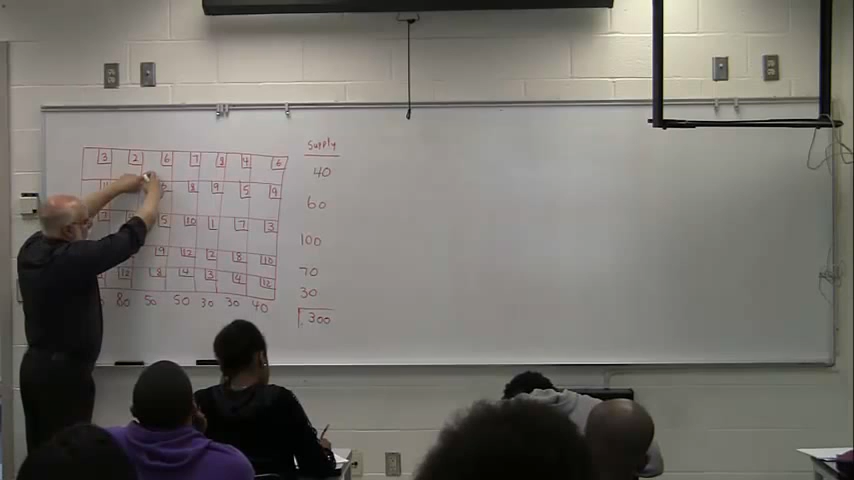 Supply
3 2 6 7 8 4 6 40
8 9 5 9 60
5 10 1 7 3 100
9 12 2 8 10 70
12 8 4 3 4 12 30
80 50 50 30 30 40 300